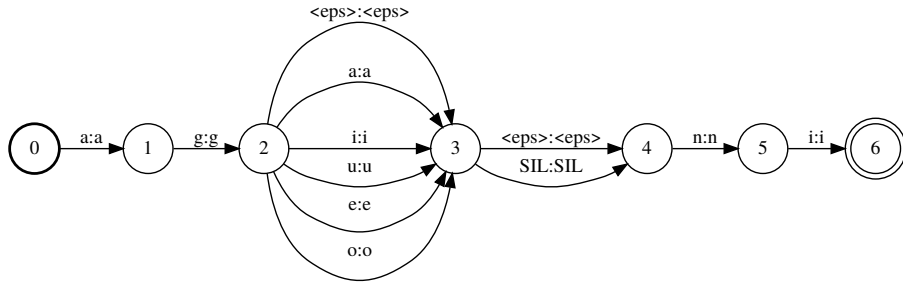 <eps>:<eps>
a:a
0 a:a 1 g:g 2 i:i 3 <eps>:<eps> 4 n:n 5 i:i 6
u:u SIL:SIL
e:e
o:o